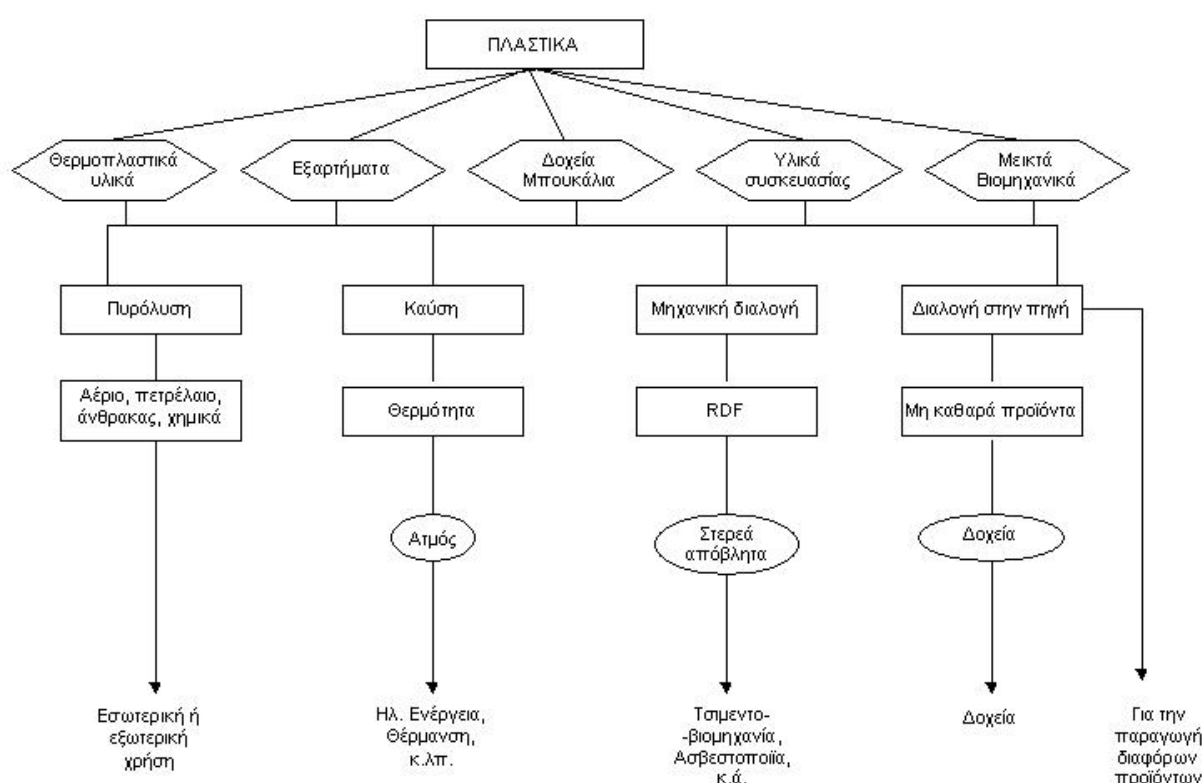 ΠΛΑΣΤΙΚΑ
Θερμοπλαστικά
υλικά
Εξαρτήματα
Δοχεία
Μπουκάλια
Υλικά
συσκευασίας
Μεικτά
Βιομηχανικά
Πυρόλυση
Καύση
Μηχανική διαλογή
Διαλογή στην πηγή
Αέριο, πετρέλαιο,
άνθρακας, χημικά
Θερμότητα
RDF
Μη καθαρά προϊόντα
Ατμός
Στερεά
απόβλητα
Δοχεία
Εσωτερική ή
εξωτερική
χρήση
Ηλ. Ενέργεια,
Θέρμανση,
κ.λπ.
Τσιμεντο-
-βιομηχανία,
Ασβεστοποιϊα,
κ.ά.
Δοχεία
Για την
παραγωγή
διαφόρων
προϊόντων